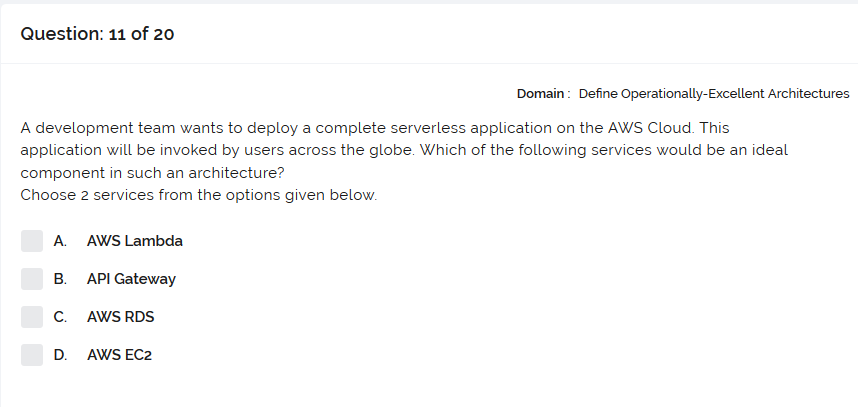 Question: 11 of 20
Domain : Define Operationally-Excellent Architectures
A development team wants to deploy a complete serverless application on the AWS Cloud. This
application will be invoked by users across the globe. Which of the following services would be an ideal
component in such an architecture?
Choose 2 services from the options given below.
A. AWS Lambda
B. API Gateway
C. AWS RDS
D. AWS EC2